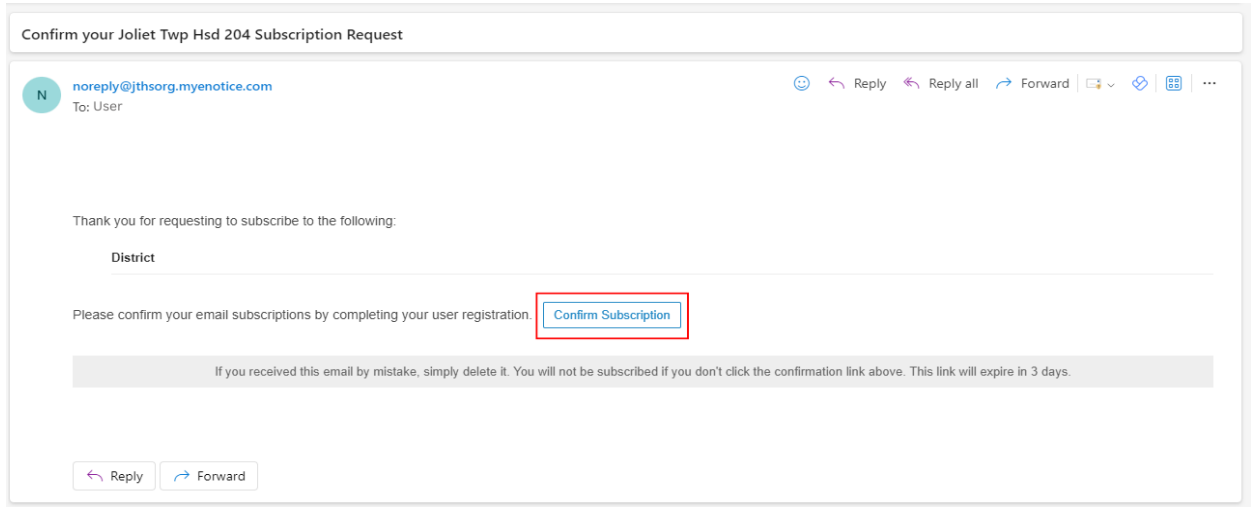 Confirm your Joliet Twp Hsd 204 Subscription Request
N
noreply@jthsorg.myenotice.com
Reply
Reply all
Forward
To: User
Thank you for requesting to subscribe to the following:
District
Please confirm your email subscriptions by completing your user registration. Confirm Subscription
If you received this email by mistake, simply delete it. You will not be subscribed if you don't click the confirmation link above. This link will expire in 3 days.
Reply
Forward